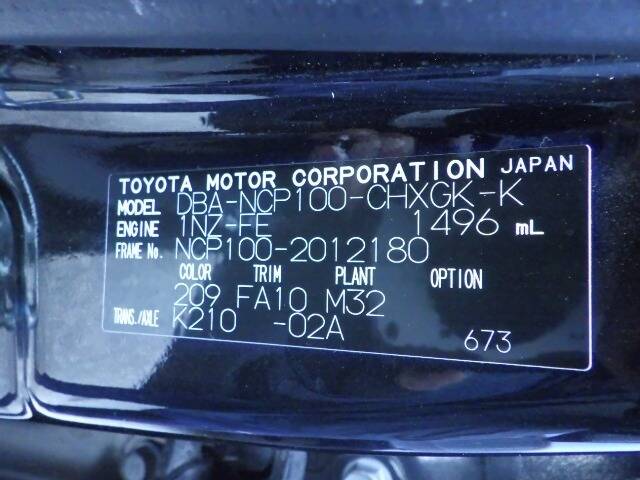 TOYOTA MOTOR CORPORATION JAPAN
MODEL DBA-NCP100-CHXGK-K
ENGINE 1NZ-FE 1496 mL
FRAME No. NCP100-2012180
COLOR TRIM PLANT OPTION
209 FA10 M32
TRANS./AXLE K210 -02A
673